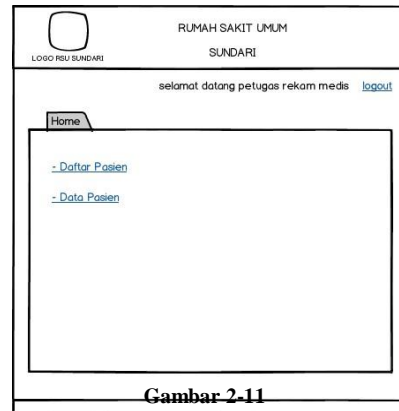 RUMAH SAKIT UMUM
SUNDARI
LOGO RSU SUNDARI
selamat datang petugas rekam medis logout
Home
- Daftar Pasien
- Data Pasien
Gambar 2-11